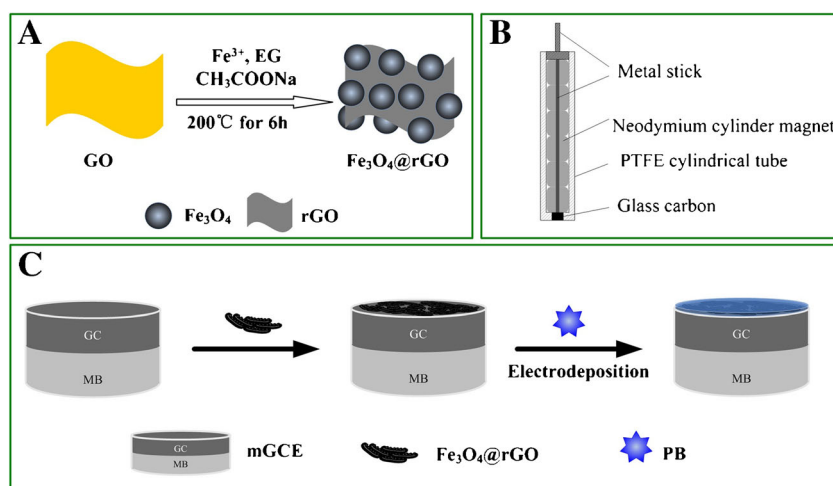 A
Fe³⁺, EG
CH₃COONa
200℃ for 6h
GO
Fe₃O₄@rGO
Fe₃O₄
rGO
B
Metal stick
Neodymium cylinder magnet
PTFE cylindrical tube
Glass carbon
C
GC
MB
GC
MB
Electrodeposition
GC
MB
GC
MB
mGCE
Fe₃O₄@rGO
PB